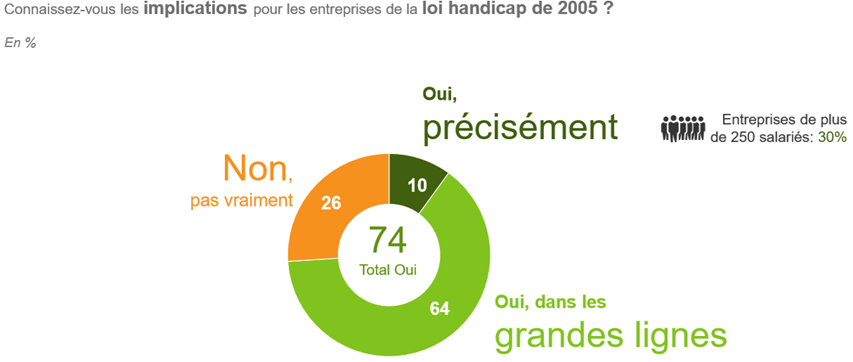 Connaissez-vous les implications pour les entreprises de la loi handicap de 2005 ?
En %
Oui,
précisément
Entreprises de plus
de 250 salariés: 30%
Non,
pas vraiment
10
26
74
Total Oui
64
Oui, dans les
grandes lignes